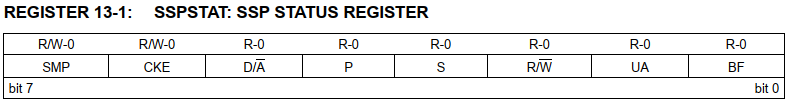 REGISTER 13-1: SSPSTAT: SSP STATUS REGISTER
R/W-0 R/W-0 R-0 R-0 R-0 R-0 R-0 R-0
SMP CKE D/A̅ P S R/W̅ UA BF
bit 7 bit 0